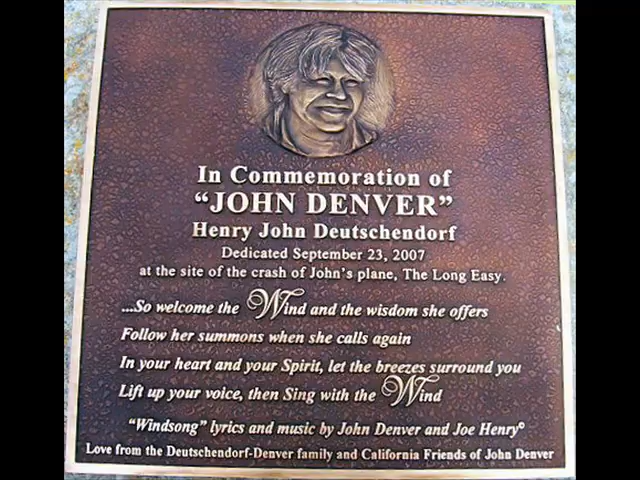 In Commemoration of
"JOHN DENVER"
Henry John Deutschendorf
Dedicated September 23, 2007
at the site of the crash of John's plane, The Long Easy.
...So welcome the Wind and the wisdom she offers
Follow her summons when she calls again
In your heart and your Spirit, let the breezes surround you
Lift up your voice, then Sing with the Wind
"Windsong" lyrics and music by John Denver and Joe Henry©
Love from the Deutschendorf-Denver family and California Friends of John Denver